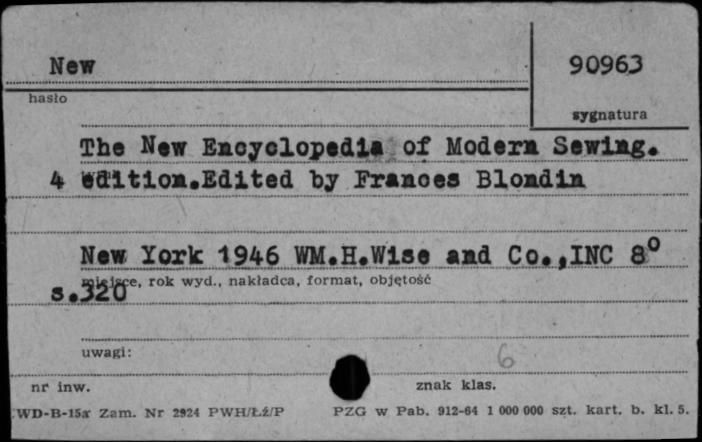 New
90963
hasło
sygnatura
The New Encyclopedia of Modern Sewing.
4 edition.Edited by Frances Blondin
New York 1946 WM.H.Wise and Co.,INC 8°
miejsce, rok wyd., nakładca, format, objętość
s.320
uwagi:
6
nr inw.
znak klas.
WD-B-15a Zam. Nr 2924 PWH/Łź/P PZG w Pab. 912-64 1 000 000 szt. kart. b. kl. 5.